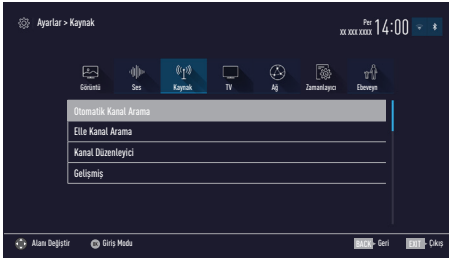 Ayarlar > Kaynak
Per
xx xxx xxxx
14:00
Görüntü Ses Kaynak TV Ağ Zamanlayıcı Ebeveyn
Otomatik Kanal Arama
Elle Kanal Arama
Kanal Düzenleyici
Gelişmiş
Alanı Değiştir OK Giriş Modu BACK - Geri EXIT - Çıkış